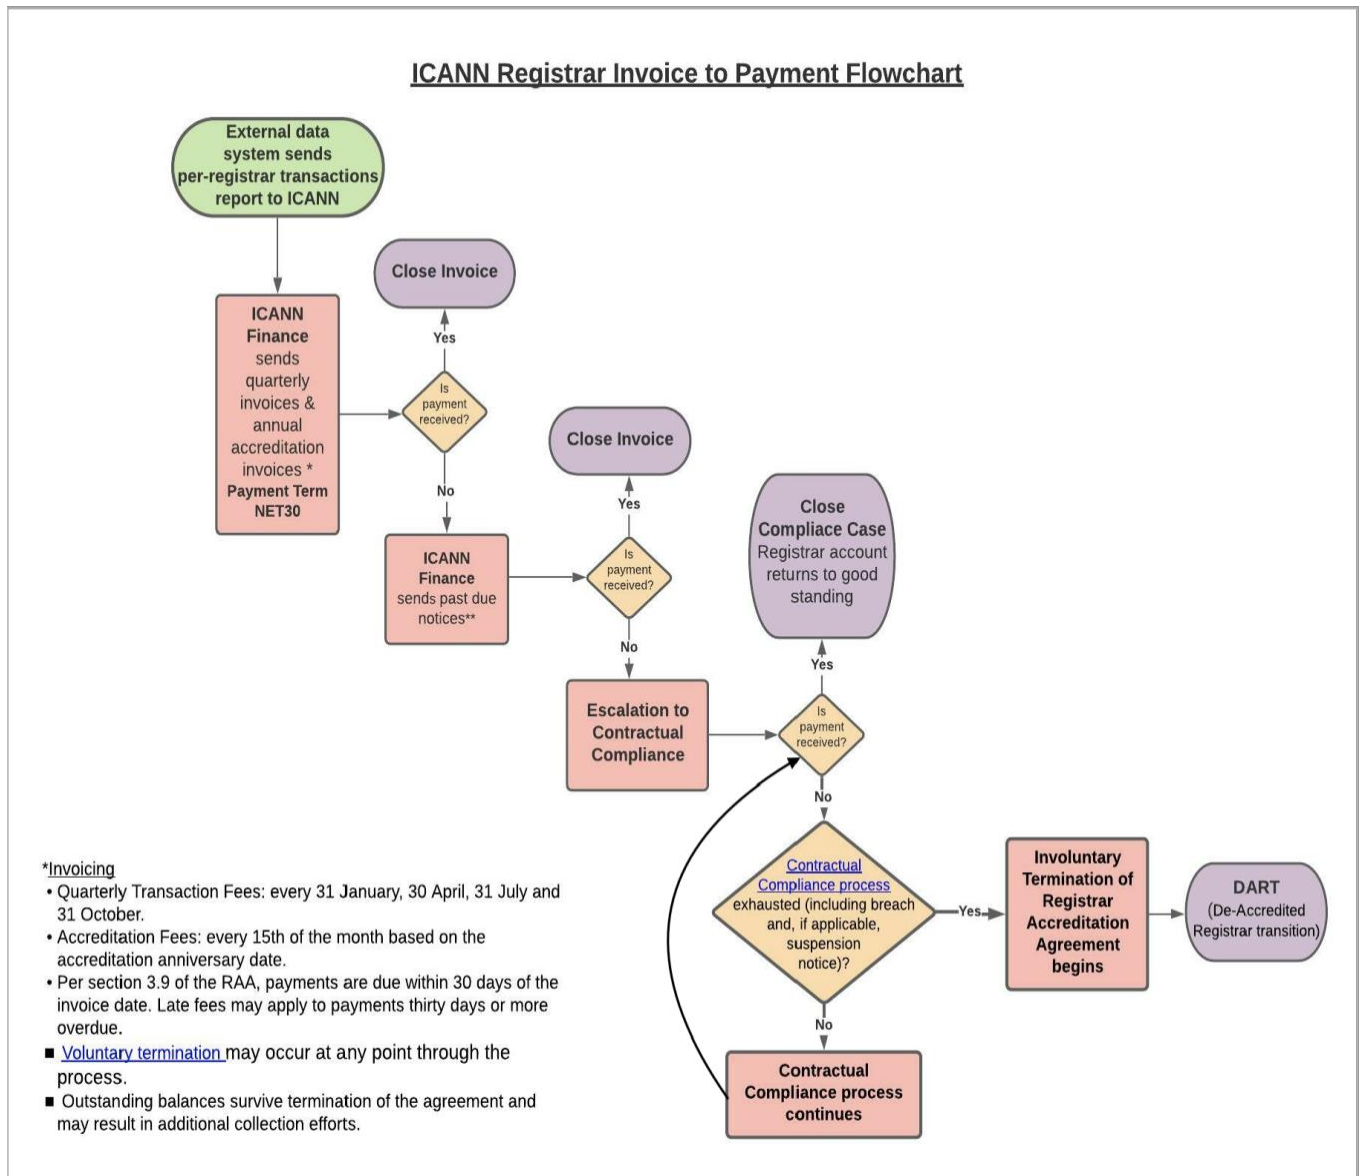 ICANN Registrar Invoice to Payment Flowchart
External data
system sends
per-registrar transactions
report to ICANN
Close Invoice
Yes
ICANN
Finance
sends
quarterly
invoices &
annual
accreditation
invoices *
Payment Term
NET30
Is
payment
received?
No
Close Invoice
Yes
ICANN
Finance
sends past due
notices**
Is
payment
received?
No
Close
Compliace Case
Registrar account
returns to good
standing
Yes
Escalation to
Contractual
Compliance
Is
payment
received?
No
Contractual
Compliance process
exhausted (including breach
and, if applicable,
suspension
notice)?
Yes
Involuntary
Termination of
Registrar
Accreditation
Agreement
begins
DART
(De-Accredited
Registrar transition)
No
Contractual
Compliance process
continues
*Invoicing
• Quarterly Transaction Fees: every 31 January, 30 April, 31 July and
31 October.
• Accreditation Fees: every 15th of the month based on the
accreditation anniversary date.
• Per section 3.9 of the RAA, payments are due within 30 days of the
invoice date. Late fees may apply to payments thirty days or more
overdue.
■ Voluntary termination may occur at any point through the
process.
■ Outstanding balances survive termination of the agreement and
may result in additional collection efforts.